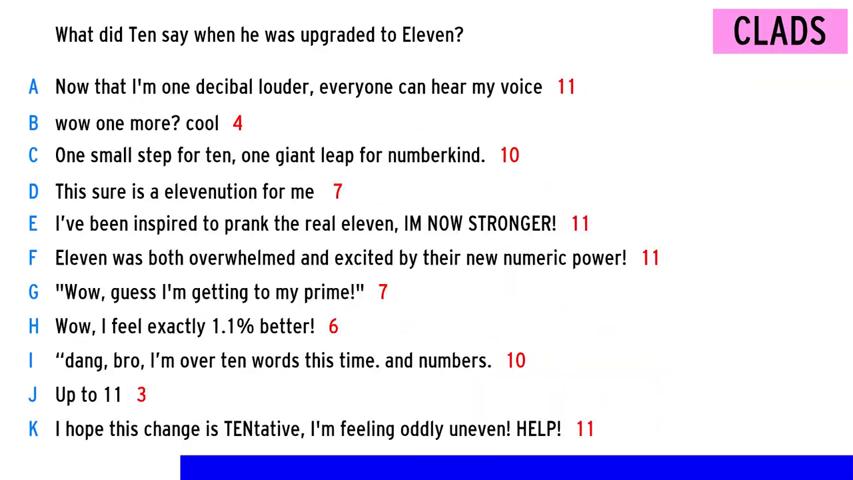 What did Ten say when he was upgraded to Eleven?
CLADS
A Now that I'm one decibal louder, everyone can hear my voice 11
B wow one more? cool 4
C One small step for ten, one giant leap for numberkind. 10
D This sure is a elevenution for me 7
E I've been inspired to prank the real eleven, IM NOW STRONGER! 11
F Eleven was both overwhelmed and excited by their new numeric power! 11
G "Wow, guess I'm getting to my prime!" 7
H Wow, I feel exactly 1.1% better! 6
I “dang, bro, I'm over ten words this time. and numbers. 10
J Up to 11 3
K I hope this change is TENtative, I'm feeling oddly uneven! HELP! 11